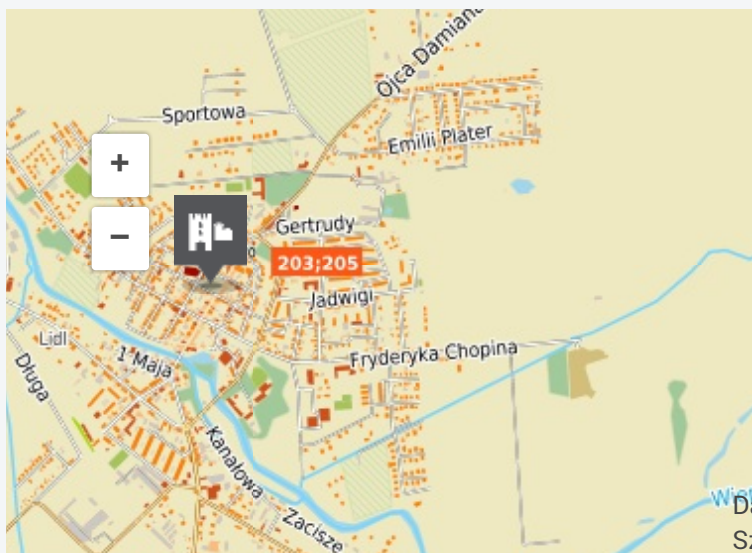 Ojca Damiana
Sportowa
Emilii Plater
+
−
Gertrudy
203;205
Jadwigi
Lidl
1 Maja
Fryderyka Chopina
Długa
Kanałowa
Zacisze